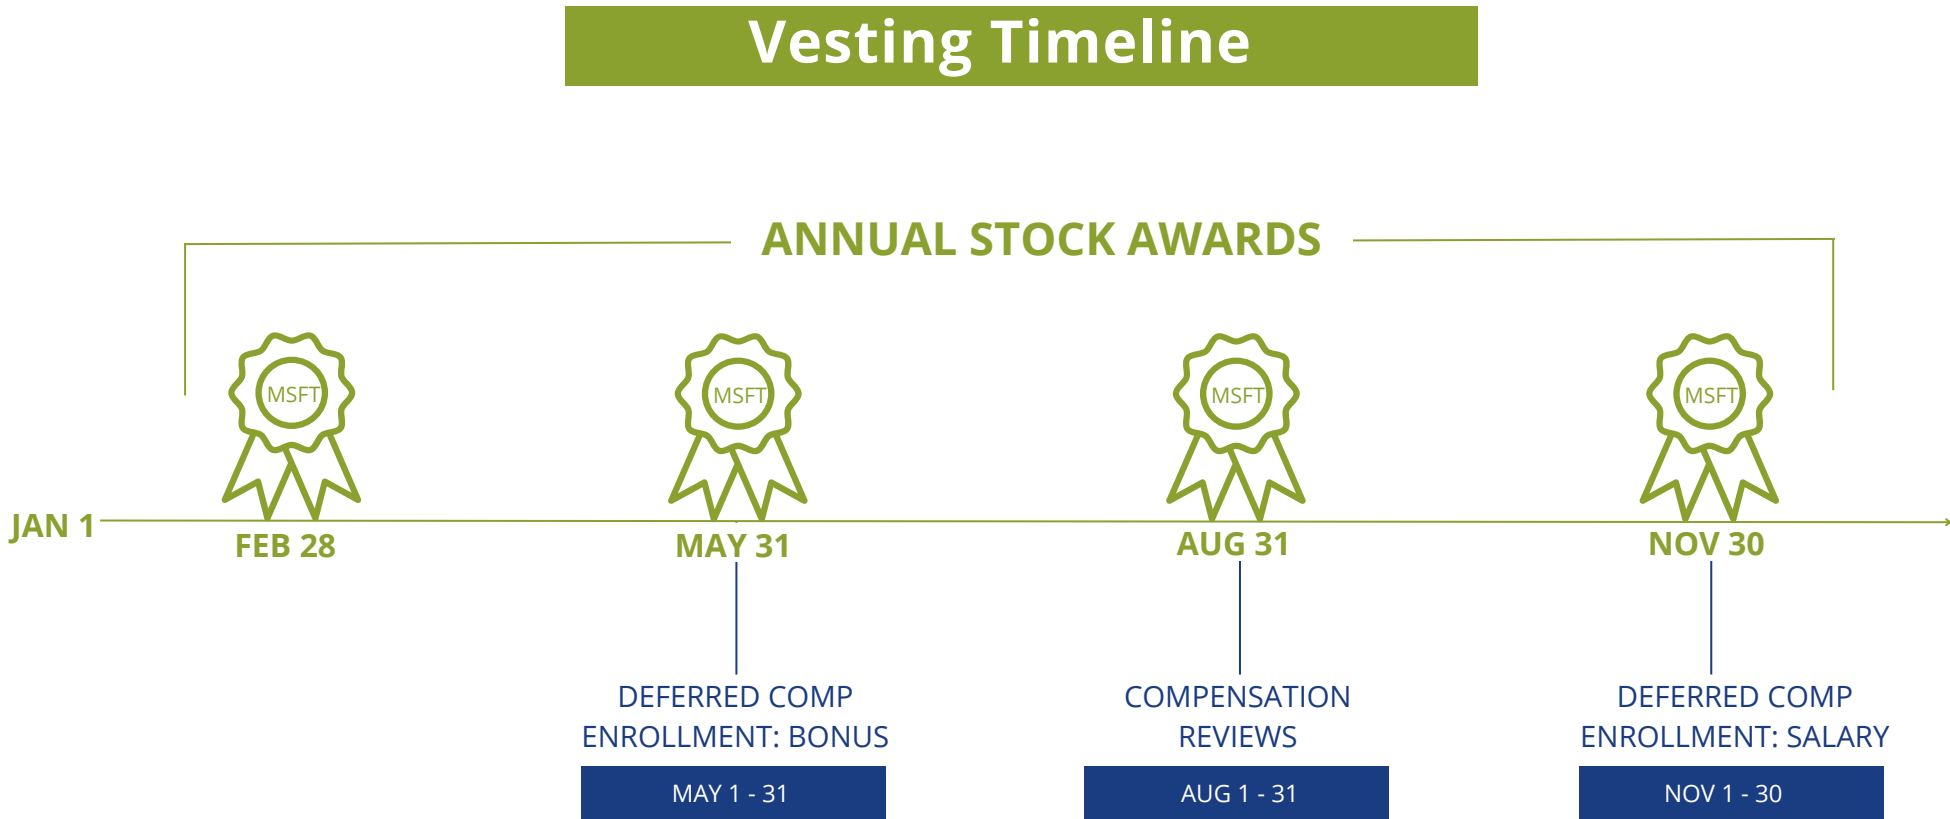 Vesting Timeline
ANNUAL STOCK AWARDS
MSFT
MSFT
MSFT
MSFT
JAN 1
FEB 28
MAY 31
AUG 31
NOV 30
DEFERRED COMP
ENROLLMENT: BONUS
MAY 1 - 31
COMPENSATION
REVIEWS
AUG 1 - 31
DEFERRED COMP
ENROLLMENT: SALARY
NOV 1 - 30